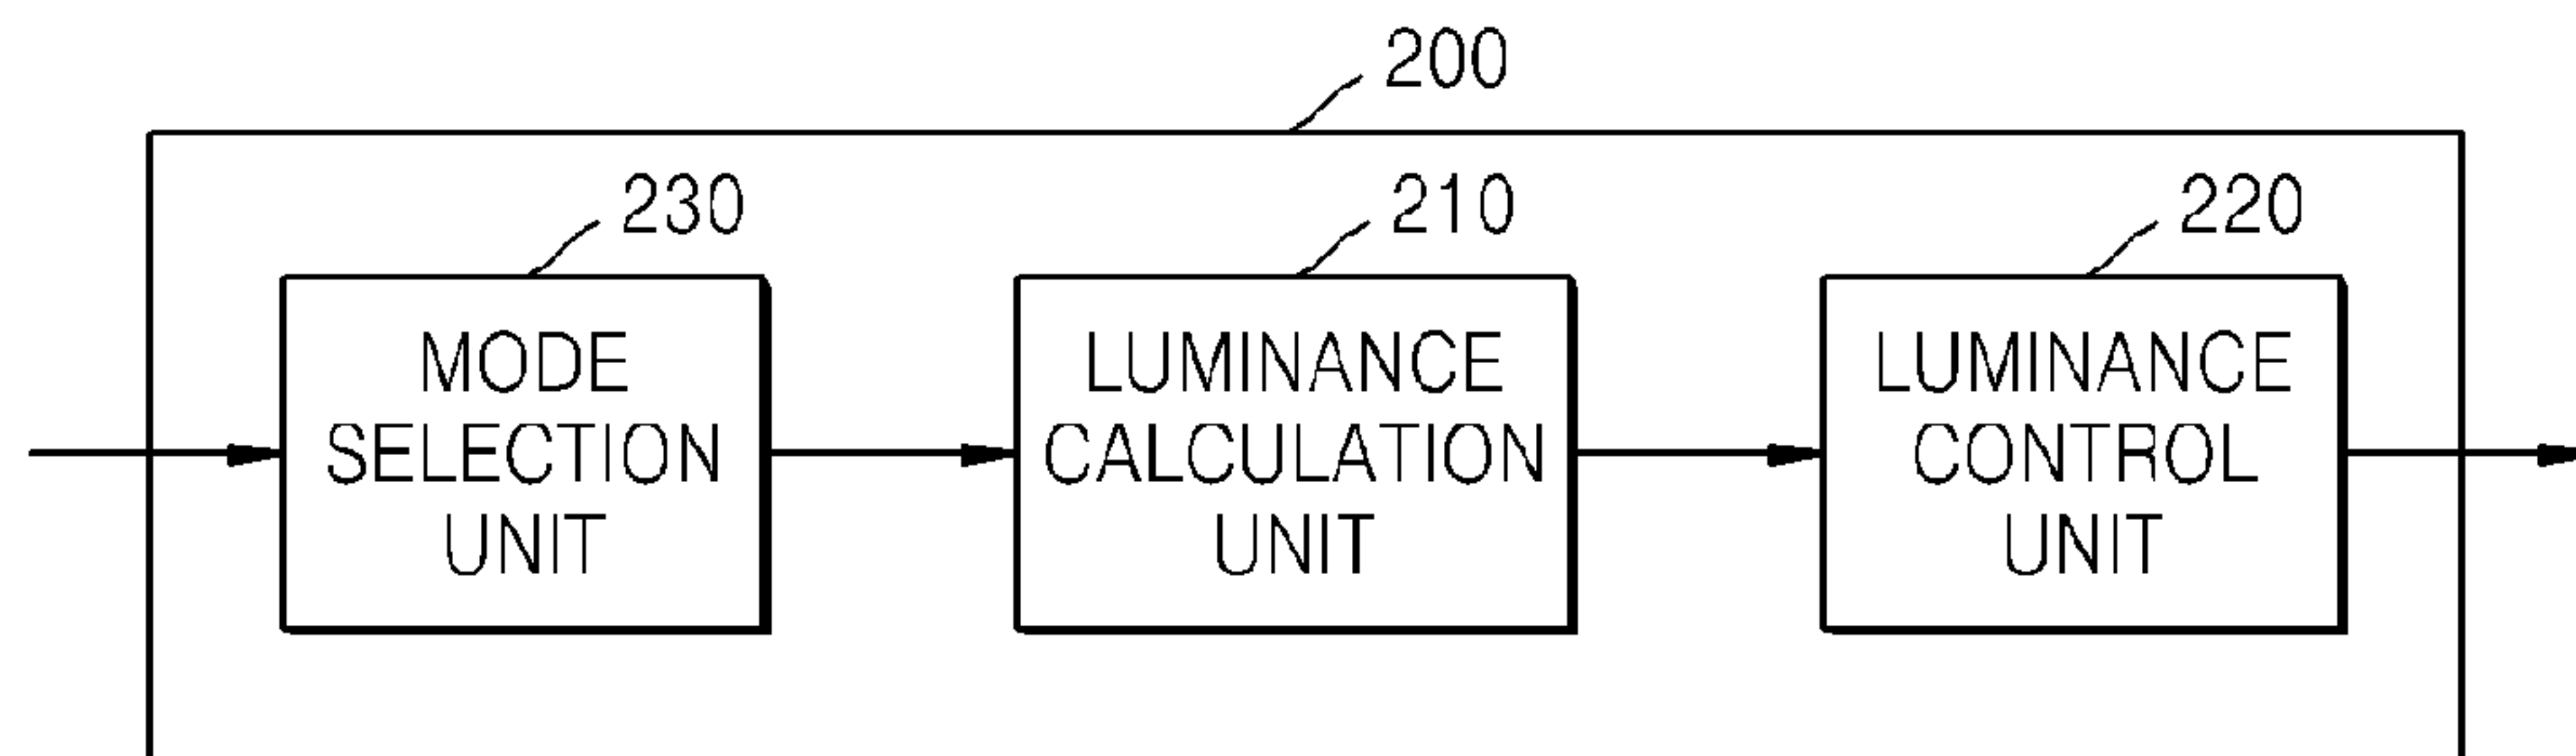 200
230
210
220
MODE
SELECTION
UNIT
LUMINANCE
CALCULATION
UNIT
LUMINANCE
CONTROL
UNIT